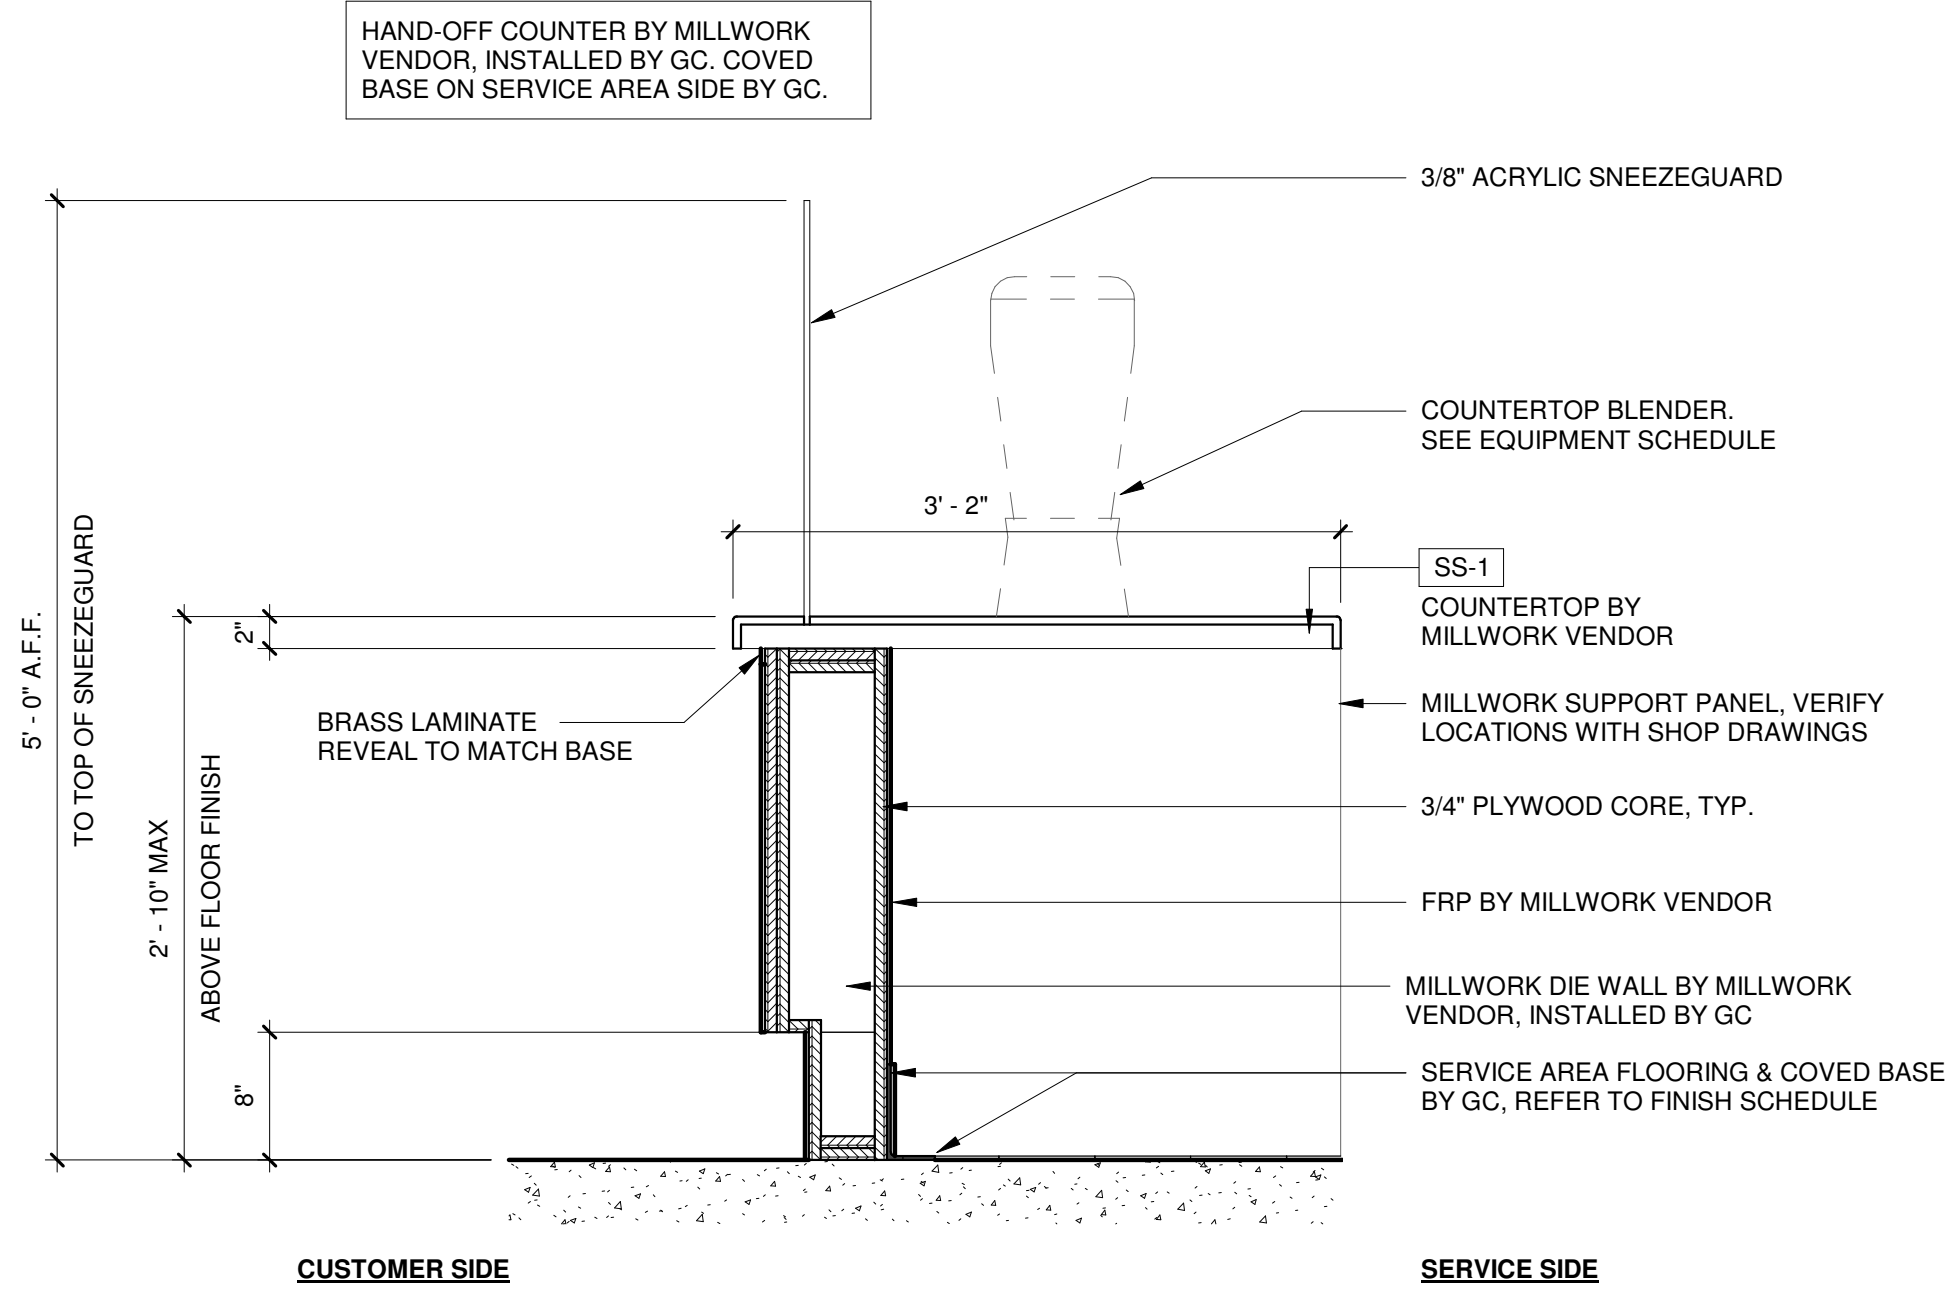 HAND-OFF COUNTER BY MILLWORK
VENDOR, INSTALLED BY GC. COVED
BASE ON SERVICE AREA SIDE BY GC.
3/8" ACRYLIC SNEEZEGUARD
COUNTERTOP BLENDER.
SEE EQUIPMENT SCHEDULE
3' - 2"
SS-1
COUNTERTOP BY
MILLWORK VENDOR
5' - 0" A.F.F.
TO TOP OF SNEEZEGUARD
2' - 10" MAX
ABOVE FLOOR FINISH
2"
8"
BRASS LAMINATE
REVEAL TO MATCH BASE
MILLWORK SUPPORT PANEL, VERIFY
LOCATIONS WITH SHOP DRAWINGS
3/4" PLYWOOD CORE, TYP.
FRP BY MILLWORK VENDOR
MILLWORK DIE WALL BY MILLWORK
VENDOR, INSTALLED BY GC
SERVICE AREA FLOORING & COVED BASE
BY GC, REFER TO FINISH SCHEDULE
CUSTOMER SIDE
SERVICE SIDE